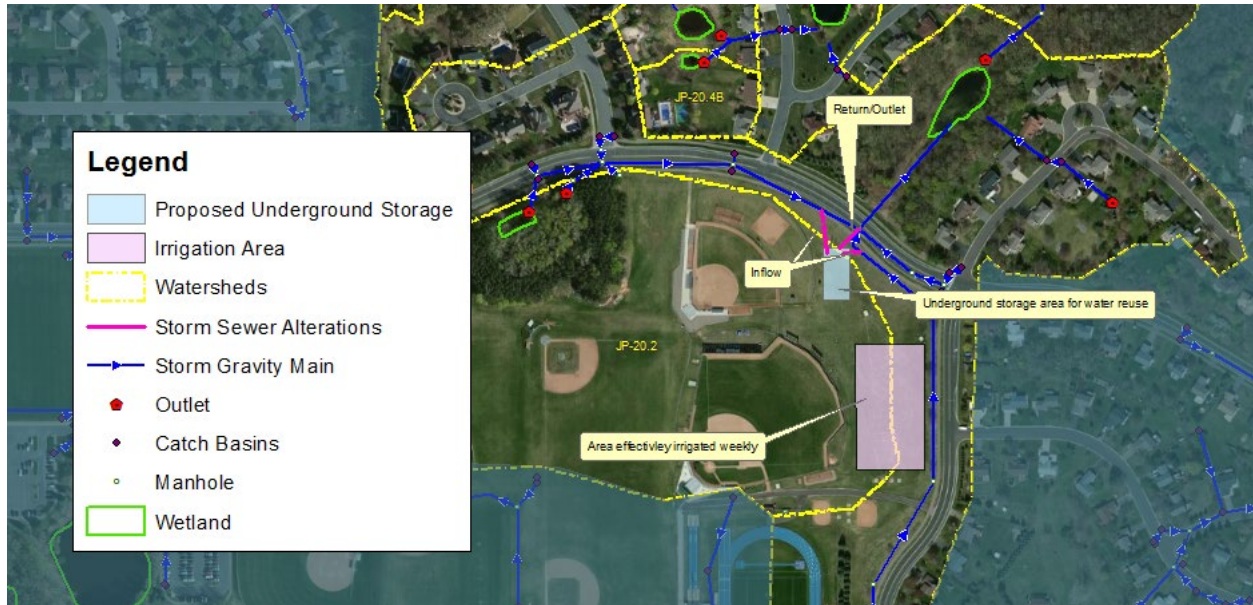 JP-20.4B
Return/Outlet
Legend
Proposed Underground Storage
Irrigation Area
Watersheds
Storm Sewer Alterations
Storm Gravity Main
Outlet
Catch Basins
Manhole
Wetland
Inflow
Underground storage area for water reuse
JP-20.2
Area effectivley irrigated weekly